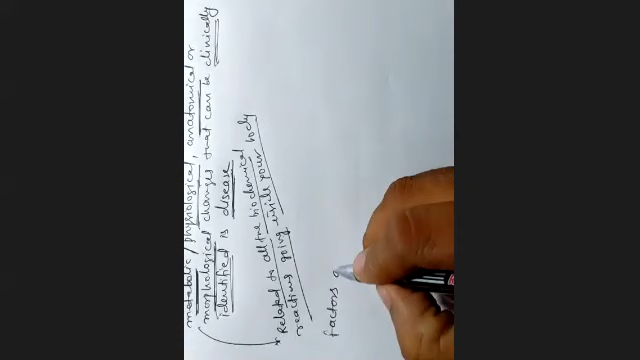 metabolic, physiological, anatomical or
morphological changes that can be clinically
identified is disease
* Related to all the biochemical
reactions going inside your body
factors